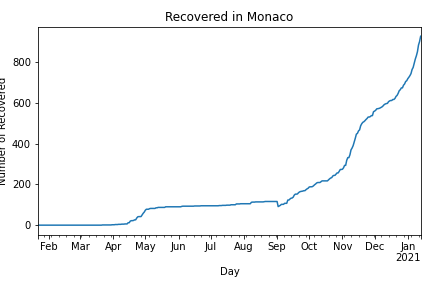 Recovered in Monaco
Number of Recovered
800
600
400
200
0
Feb Mar Apr May Jun Jul Aug Sep Oct Nov Dec Jan
2021
Day